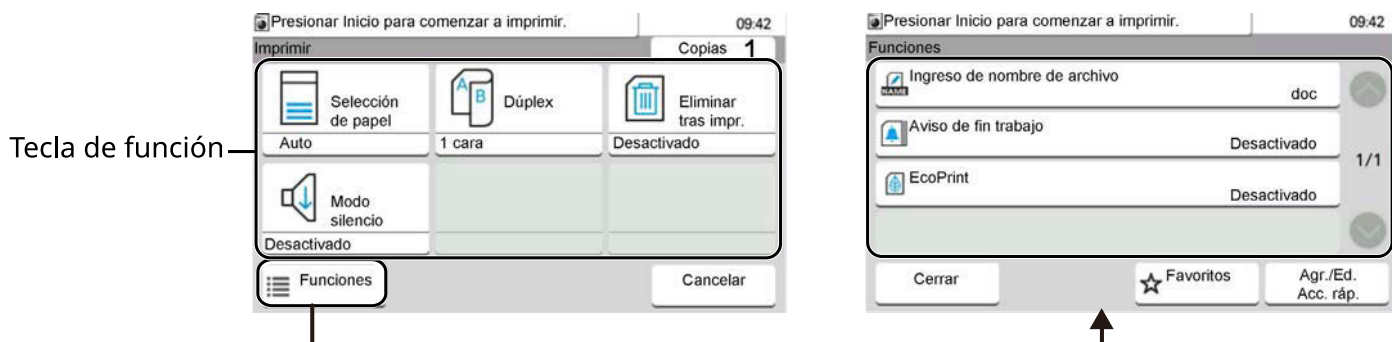 Presionar Inicio para comenzar a imprimir.
09:42
Imprimir
Copias 1
Selección
de papel
Auto
A
B
Dúplex
1 cara
Eliminar
tras impr.
Desactivado
Tecla de función
Modo
silencio
Desactivado
Funciones
Cancelar
Presionar Inicio para comenzar a imprimir.
09:42
Funciones
NAME
Ingreso de nombre de archivo
doc
Aviso de fin trabajo
Desactivado
1/1
EcoPrint
Desactivado
Cerrar
Favoritos
Agr./Ed.
Acc. ráp.